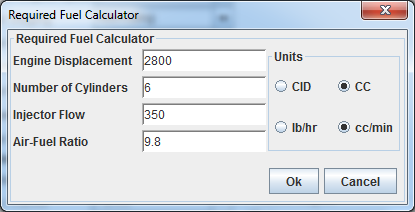 Required Fuel Calculator
Required Fuel Calculator
Engine Displacement 2800
Number of Cylinders 6
Injector Flow 350
Air-Fuel Ratio 9.8
Units
CID CC
lb/hr cc/min
Ok Cancel